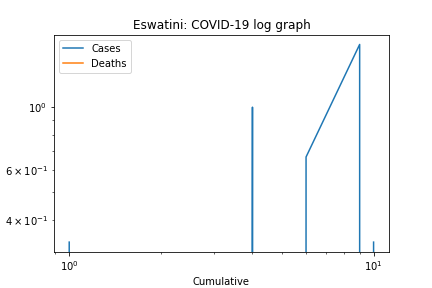 Eswatini: COVID-19 log graph
Cases
Deaths
10⁰
6 × 10⁻¹
4 × 10⁻¹
10⁰ 10¹
Cumulative